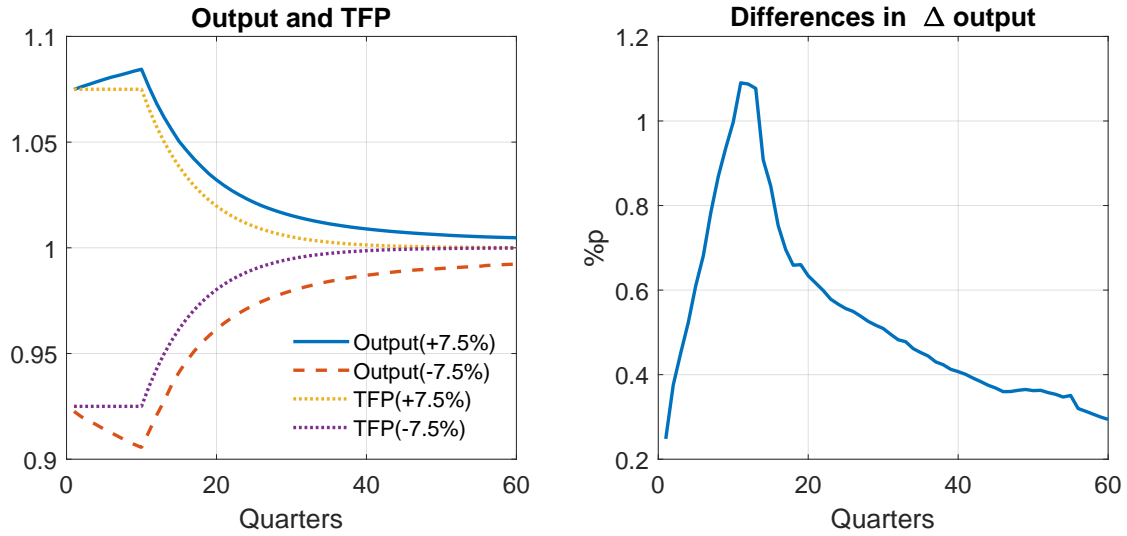 Output and TFP
1.1
1.05
1
0.95
0.9
0
20
40
60
Quarters
Output(+7.5%)
Output(-7.5%)
TFP(+7.5%)
TFP(-7.5%)
Differences in Δ output
%p
1.2
1
0.8
0.6
0.4
0.2
0
20
40
60
Quarters